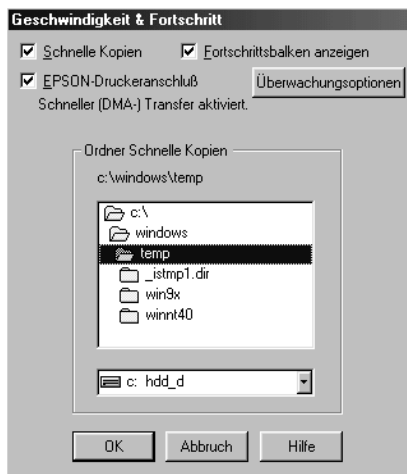 Geschwindigkeit & Fortschritt
Schnelle Kopien
Fortschrittsbalken anzeigen
EPSON-Druckeranschluß
Überwachungsoptionen
Schneller (DMA-) Transfer aktiviert.
Ordner Schnelle Kopien
c:\windows\temp
c:\
windows
temp
_istmp1.dir
win9x
winnt40
c: hdd_d
OK
Abbruch
Hilfe